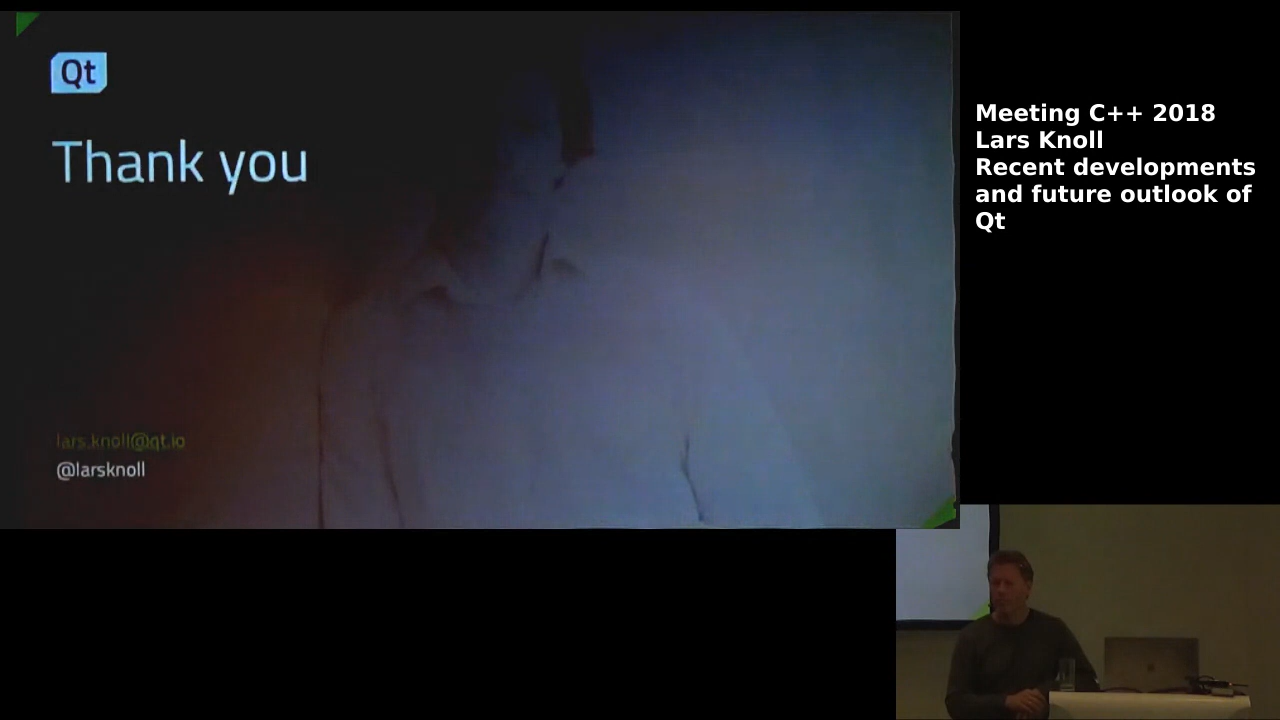 Qt
Thank you
lars.knoll@qt.io
@larsknoll
Meeting C++ 2018
Lars Knoll
Recent developments
and future outlook of
Qt